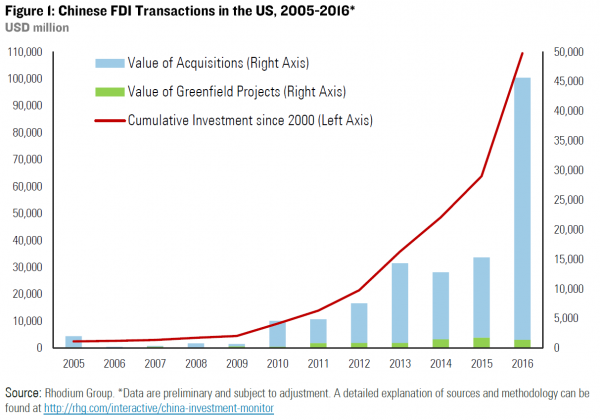 Figure 1: Chinese FDI Transactions in the US, 2005-2016*
USD million
110,000
100,000
90,000
80,000
70,000
60,000
50,000
40,000
30,000
20,000
10,000
0
Value of Acquisitions (Right Axis)
Value of Greenfield Projects (Right Axis)
Cumulative Investment since 2000 (Left Axis)
50,000
45,000
40,000
35,000
30,000
25,000
20,000
15,000
10,000
5,000
0
2005 2006 2007 2008 2009 2010 2011 2012 2013 2014 2015 2016
Source: Rhodium Group. *Data are preliminary and subject to adjustment. A detailed explanation of sources and methodology can be
found at http://rhg.com/interactive/china-investment-monitor